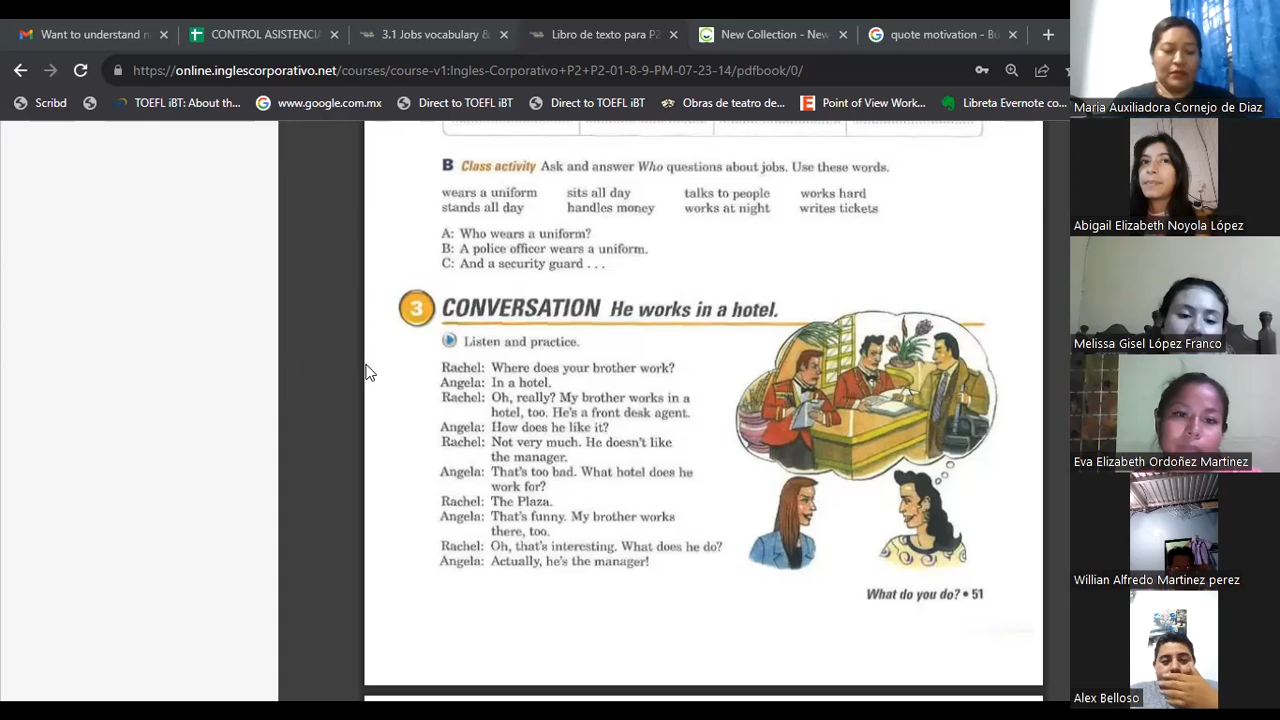 Want to understand n
CONTROL ASISTENCIA
3.1 Jobs vocabulary &
Libro de texto para P2
New Collection - New
quote motivation - Bú
https://online.inglescorporativo.net/courses/course-v1:Ingles-Corporativo+P2+P2-01-8-9-PM-07-23-14/pdfbook/0/
Scribd
TOEFL iBT: About th...
www.google.com.mx
Direct to TOEFL iBT
Direct to TOEFL iBT
Obras de teatro de...
Point of View Work...
Libreta Evernote co...
B Class activity Ask and answer Who questions about jobs. Use these words.
wears a uniform sits all day talks to people works hard
stands all day handles money works at night writes tickets
A: Who wears a uniform?
B: A police officer wears a uniform.
C: And a security guard . . .
3 CONVERSATION He works in a hotel.
Listen and practice.
Rachel: Where does your brother work?
Angela: In a hotel.
Rachel: Oh, really? My brother works in a
hotel, too. He's a front desk agent.
Angela: How does he like it?
Rachel: Not very much. He doesn't like
the manager.
Angela: That's too bad. What hotel does he
work for?
Rachel: The Plaza.
Angela: That's funny. My brother works
there, too.
Rachel: Oh, that's interesting. What does he do?
Angela: Actually, he's the manager!
What do you do? • 51
Maria Auxiliadora Cornejo de Diaz
Abigail Elizabeth Noyola López
Melissa Gisel López Franco
Eva Elizabeth Ordoñez Martinez
Willian Alfredo Martinez perez
Alex Belloso